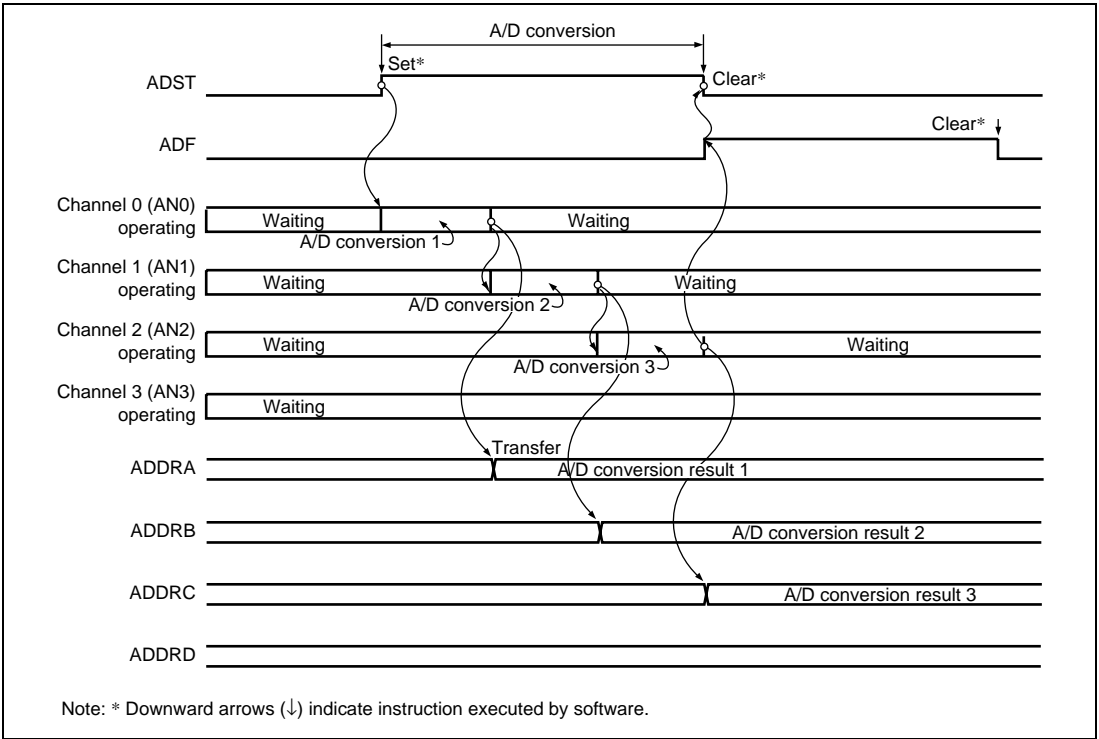 A/D conversion
Set*
ADST
Clear*
Clear*
ADF
Channel 0 (AN0)
operating
Waiting
Waiting
A/D conversion 1
Channel 1 (AN1)
operating
Waiting
Waiting
A/D conversion 2
Channel 2 (AN2)
operating
Waiting
Waiting
A/D conversion 3
Channel 3 (AN3)
operating
Waiting
Transfer
ADDRA
A/D conversion result 1
ADDRB
A/D conversion result 2
ADDRC
A/D conversion result 3
ADDRD
Note: * Downward arrows (↓) indicate instruction executed by software.